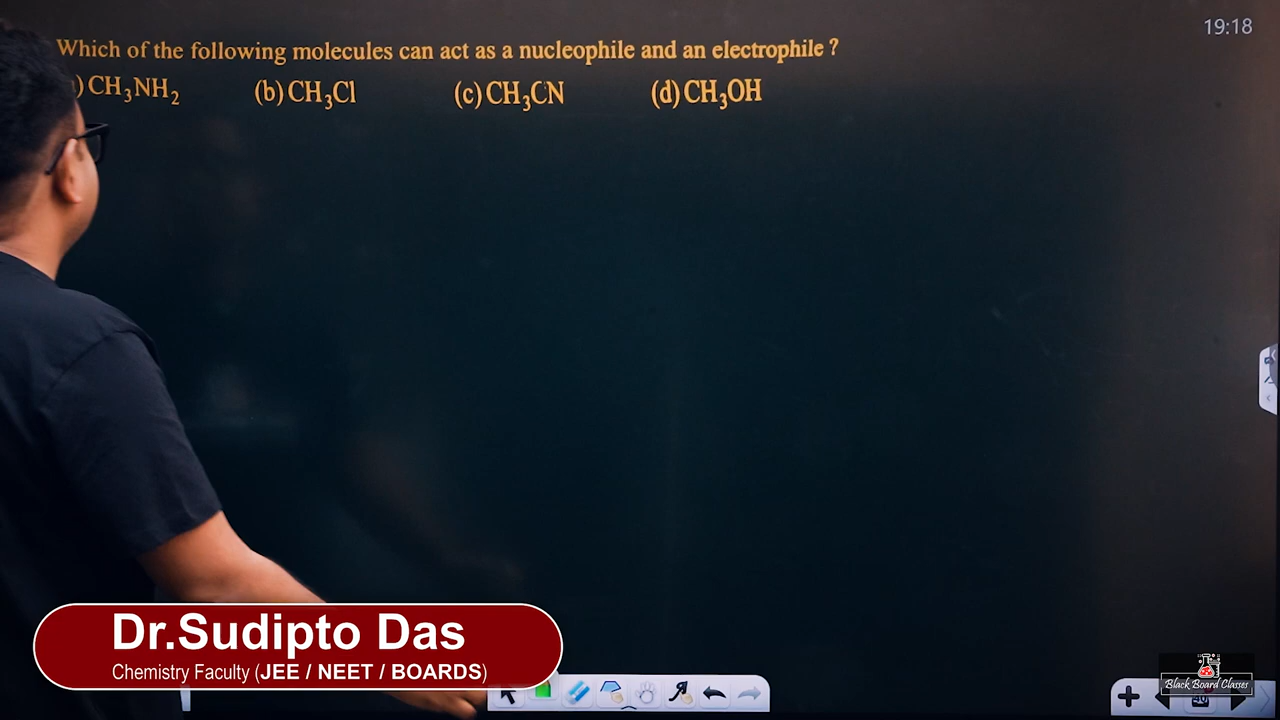 19:18
Which of the following molecules can act as a nucleophile and an electrophile ?
) CH₃NH₂ (b) CH₃Cl (c) CH₃CN (d) CH₃OH
Dr.Sudipto Das
Chemistry Faculty (JEE / NEET / BOARDS)
Black Board Classes